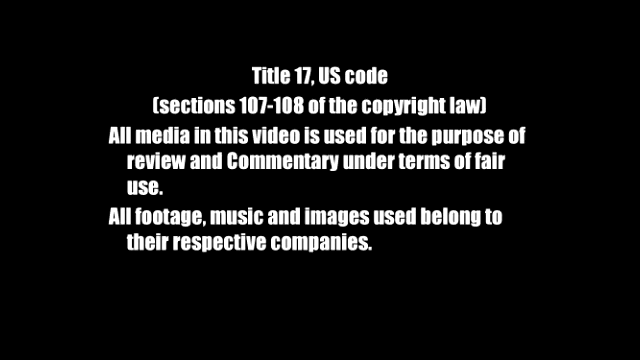 Title 17, US code
(sections 107-108 of the copyright law)
All media in this video is used for the purpose of
review and Commentary under terms of fair
use.
All footage, music and images used belong to
their respective companies.